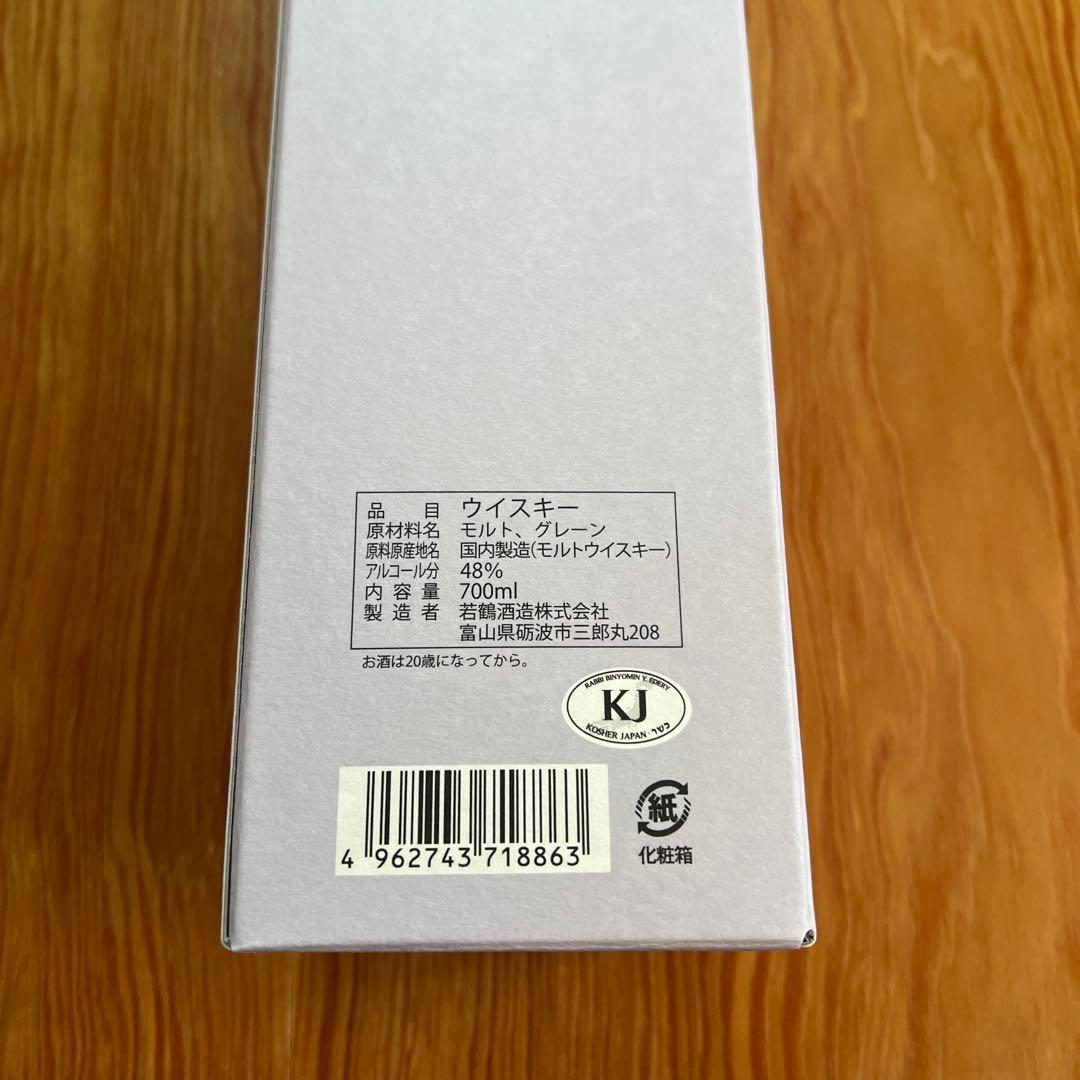 品目 ウイスキー
原材料名 モルト、グレーン
原料原産地名 国内製造(モルトウイスキー)
アルコール分 48%
内容量 700ml
製造者 若鶴酒造株式会社
富山県砺波市三郎丸208
お酒は20歳になってから。
RABBI BINYOMIN Y. EDERY
KJ
KOSHER JAPAN · כשר
4 962743 718863
紙
化粧箱